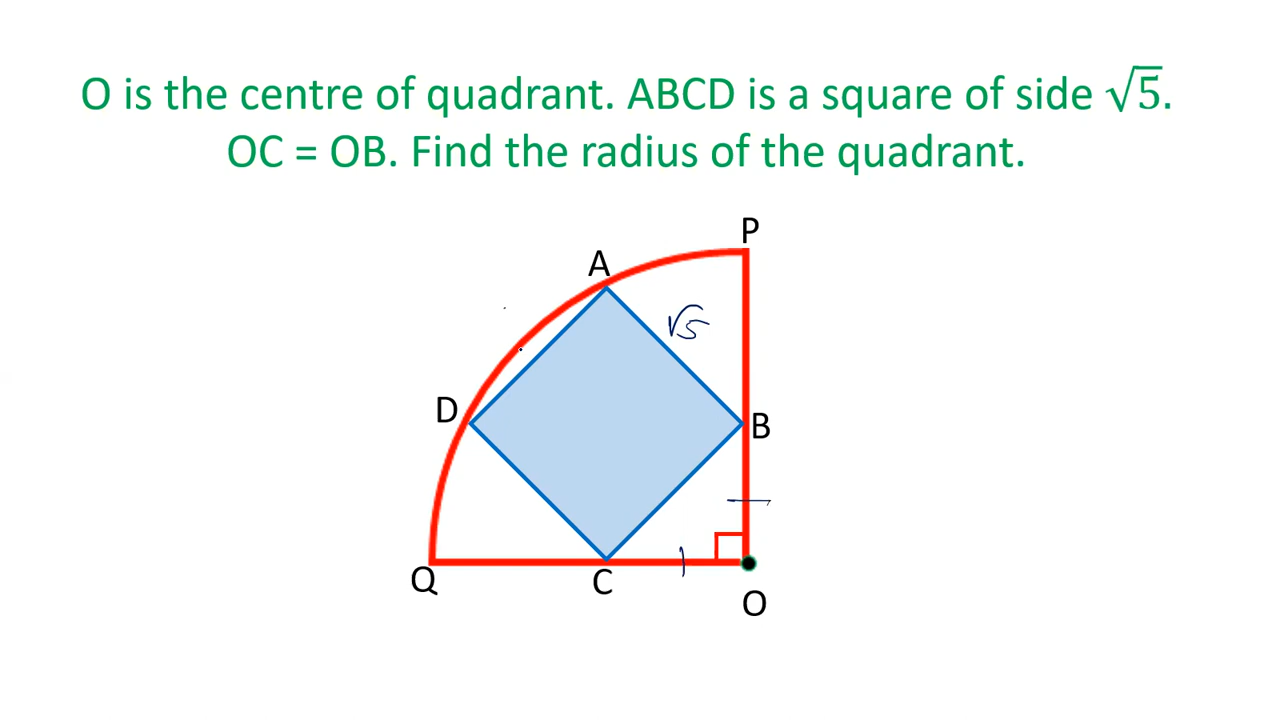 O is the centre of quadrant. ABCD is a square of side √5.
OC = OB. Find the radius of the quadrant.
P
A
√5
D
B
Q
C
O